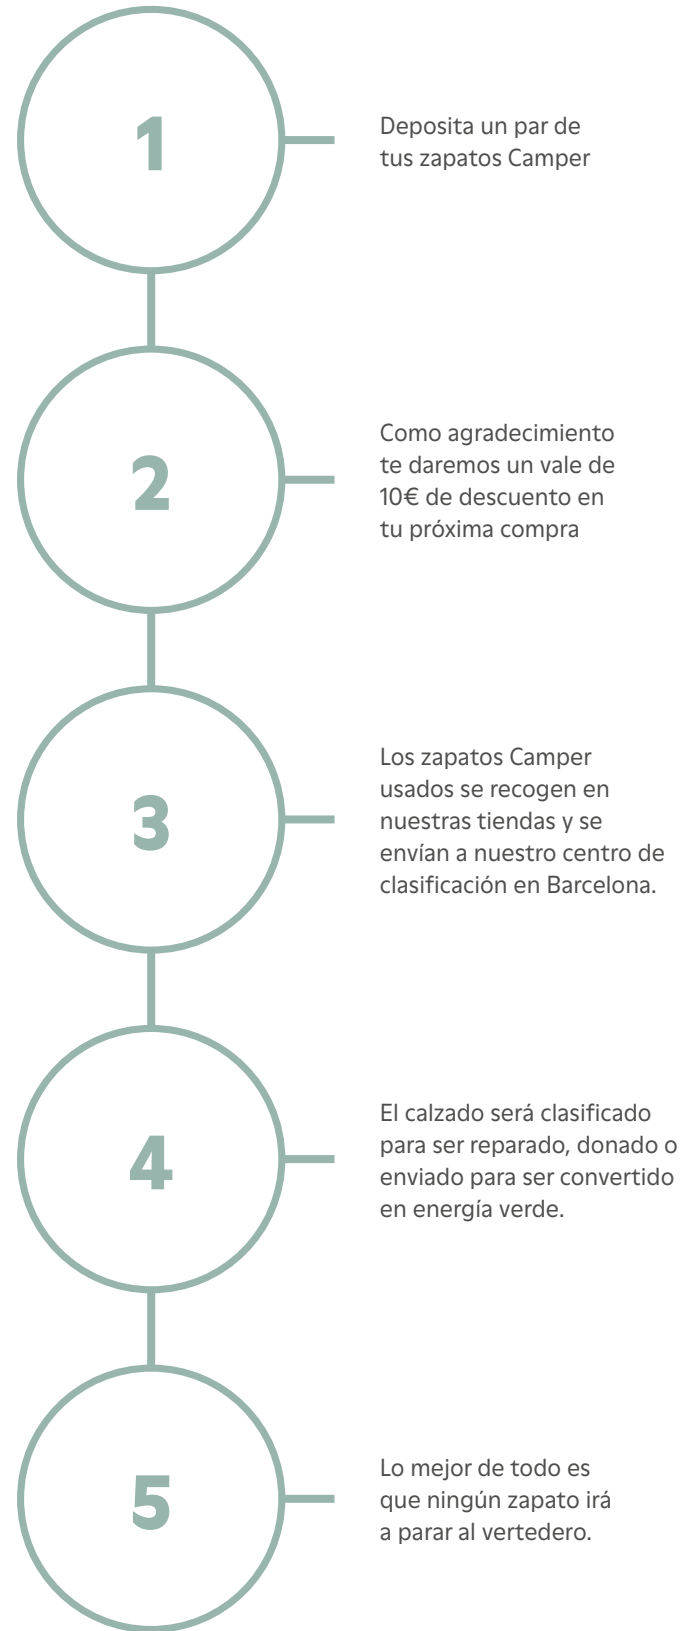 1
Deposita un par de
tus zapatos Camper
2
Como agradecimiento
te daremos un vale de
10€ de descuento en
tu próxima compra
3
Los zapatos Camper
usados se recogen en
nuestras tiendas y se
envían a nuestro centro de
clasificación en Barcelona.
4
El calzado será clasificado
para ser reparado, donado o
enviado para ser convertido
en energía verde.
5
Lo mejor de todo es
que ningún zapato irá
a parar al vertedero.